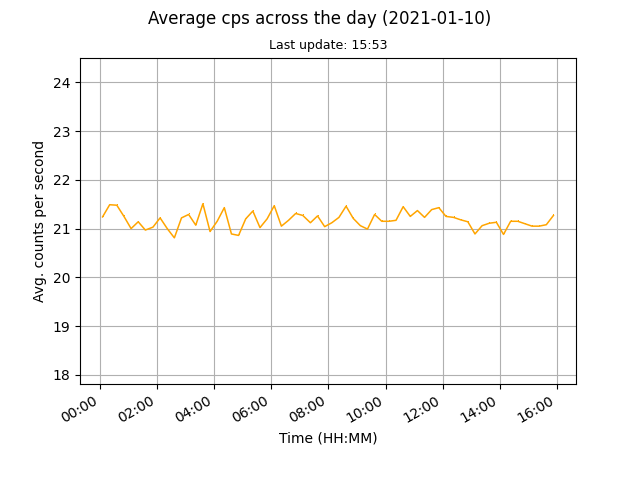 Average cps across the day (2021-01-10)
Last update: 15:53
24
23
22
21
20
19
18
Avg. counts per second
00:00 02:00 04:00 06:00 08:00 10:00 12:00 14:00 16:00
Time (HH:MM)